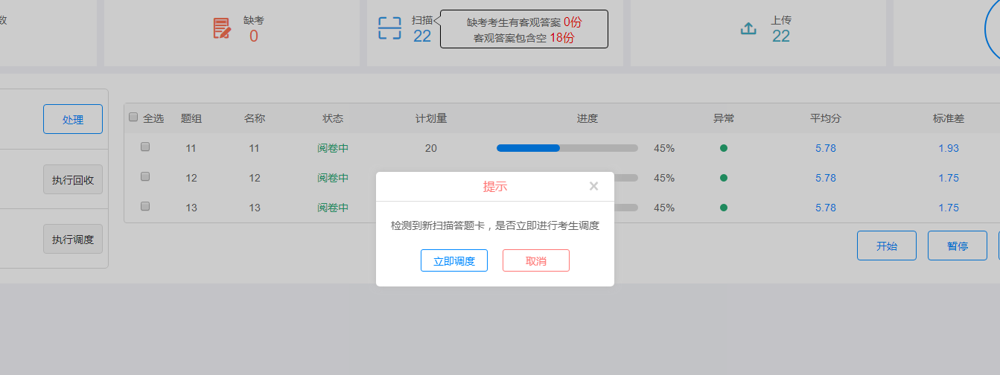 数
缺考
0
扫描
22
缺考考生有客观答案 0份
客观答案包含空 18份
上传
22
处理
执行回收
执行调度
全选 题组 名称 状态 计划量 进度 异常 平均分 标准差
11 11 阅卷中 20 45% 5.78 1.93
12 12 阅卷中 45% 5.78 1.75
13 13 阅卷中 45% 5.78 1.75
提示 ×
检测到新扫描答题卡，是否立即进行考生调度
立即调度 取消
开始 暂停